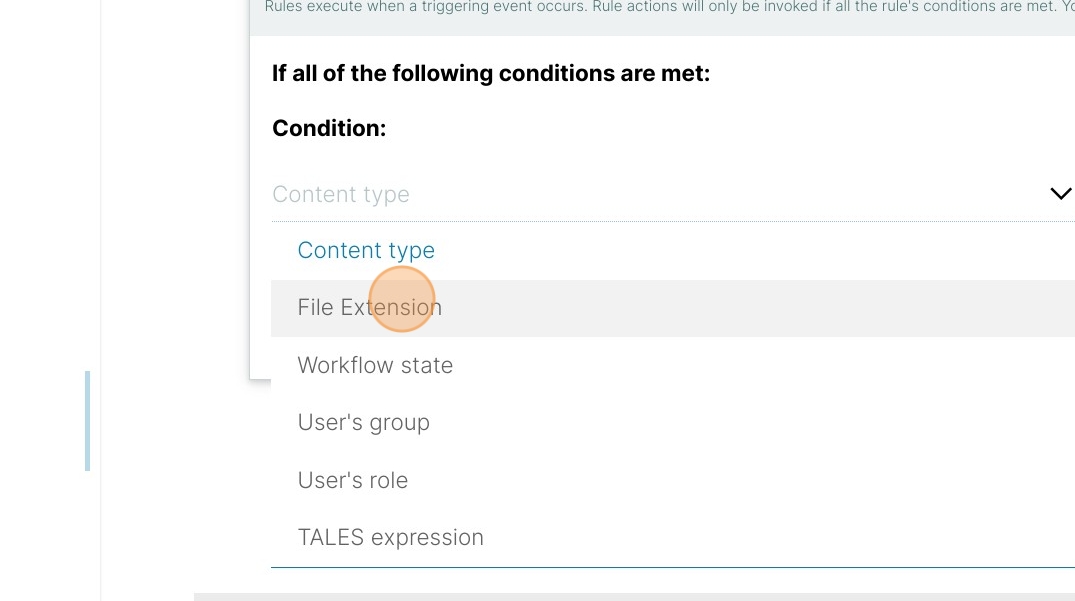 Rules execute when a triggering event occurs. Rule actions will only be invoked if all the rule's conditions are met. Yo
If all of the following conditions are met:
Condition:
Content type
Content type
File Extension
Workflow state
User's group
User's role
TALES expression